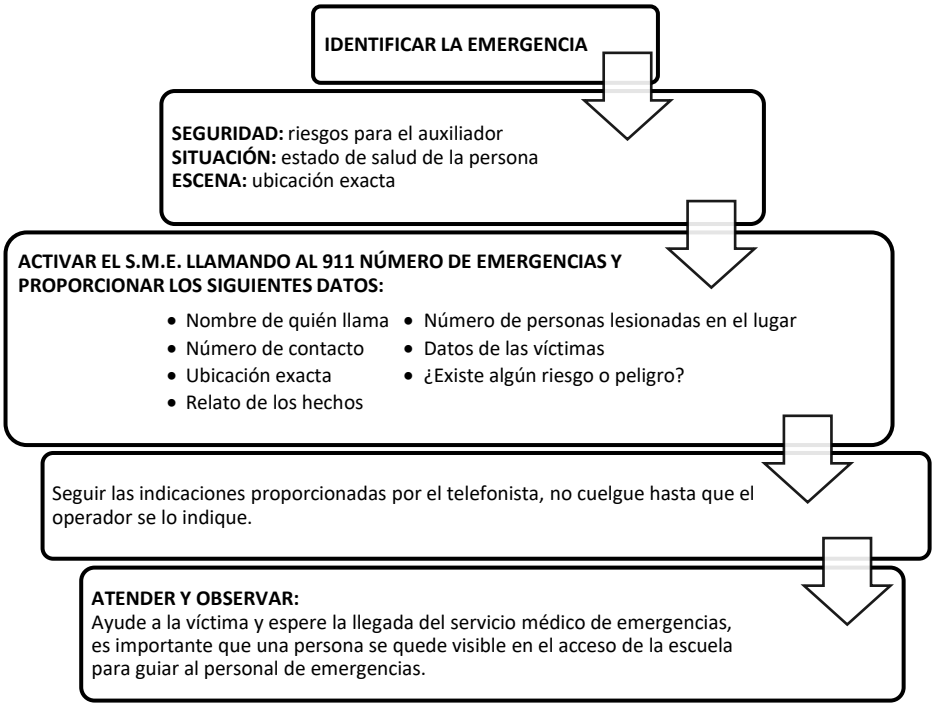 IDENTIFICAR LA EMERGENCIA
SEGURIDAD: riesgos para el auxiliador
SITUACIÓN: estado de salud de la persona
ESCENA: ubicación exacta
ACTIVAR EL S.M.E. LLAMANDO AL 911 NÚMERO DE EMERGENCIAS Y
PROPORCIONAR LOS SIGUIENTES DATOS:
• Nombre de quién llama
• Número de contacto
• Ubicación exacta
• Relato de los hechos
• Número de personas lesionadas en el lugar
• Datos de las víctimas
• ¿Existe algún riesgo o peligro?
Seguir las indicaciones proporcionadas por el telefonista, no cuelgue hasta que el
operador se lo indique.
ATENDER Y OBSERVAR:
Ayude a la víctima y espere la llegada del servicio médico de emergencias,
es importante que una persona se quede visible en el acceso de la escuela
para guiar al personal de emergencias.